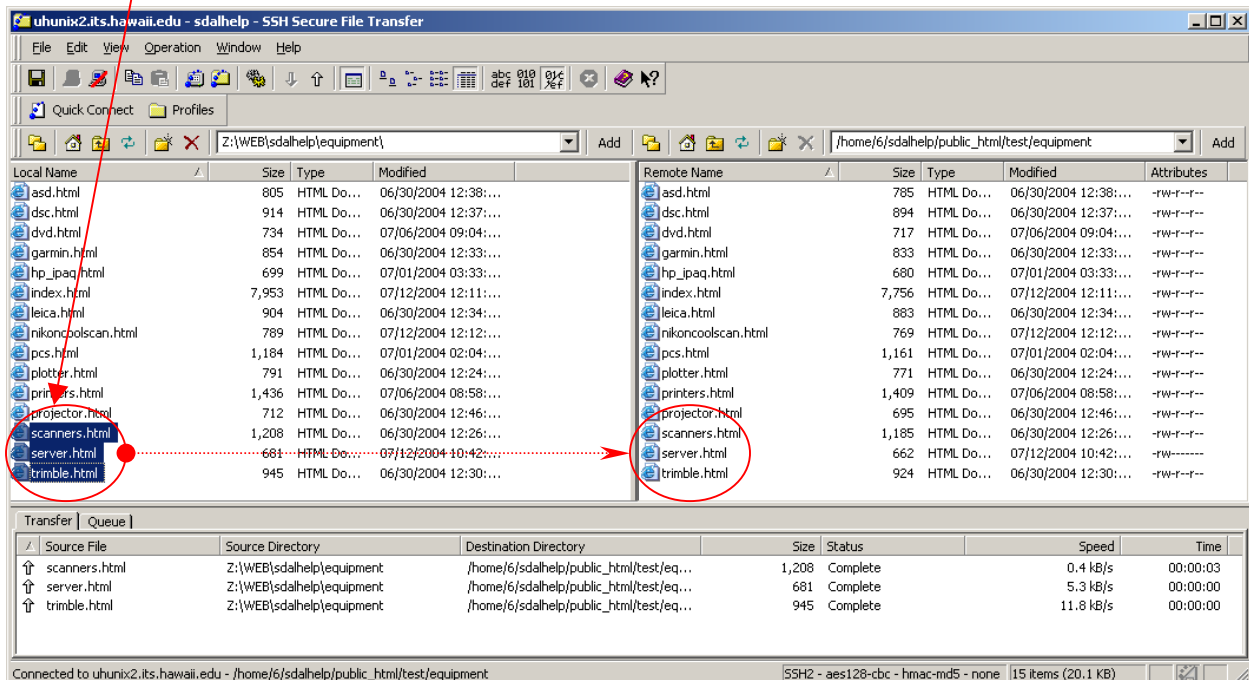 uhunix2.its.hawaii.edu - sdalhelp - SSH Secure File Transfer
File Edit View Operation Window Help
abc def 010 101
Quick Connect Profiles
Z:\WEB\sdalhelp\equipment\ Add /home/6/sdalhelp/public_html/test/equipment Add
Local Name Size Type Modified Remote Name Size Type Modified Attributes
asd.html 805 HTML Do... 06/30/2004 12:38:... asd.html 785 HTML Do... 06/30/2004 12:38:... -rw-r--r--
dsc.html 914 HTML Do... 06/30/2004 12:37:... dsc.html 894 HTML Do... 06/30/2004 12:37:... -rw-r--r--
dvd.html 734 HTML Do... 07/06/2004 09:04:... dvd.html 717 HTML Do... 07/06/2004 09:04:... -rw-r--r--
garmin.html 854 HTML Do... 06/30/2004 12:33:... garmin.html 833 HTML Do... 06/30/2004 12:33:... -rw-r--r--
hp_ipaq.html 699 HTML Do... 07/01/2004 03:33:... hp_ipaq.html 680 HTML Do... 07/01/2004 03:33:... -rw-r--r--
index.html 7,953 HTML Do... 07/12/2004 12:11:... index.html 7,756 HTML Do... 07/12/2004 12:11:... -rw-r--r--
leica.html 904 HTML Do... 06/30/2004 12:34:... leica.html 883 HTML Do... 06/30/2004 12:34:... -rw-r--r--
nikoncoolscan.html 789 HTML Do... 07/12/2004 12:12:... nikoncoolscan.html 769 HTML Do... 07/12/2004 12:12:... -rw-r--r--
pcs.html 1,184 HTML Do... 07/01/2004 02:04:... pcs.html 1,161 HTML Do... 07/01/2004 02:04:... -rw-r--r--
plotter.html 791 HTML Do... 06/30/2004 12:24:... plotter.html 771 HTML Do... 06/30/2004 12:24:... -rw-r--r--
printers.html 1,436 HTML Do... 07/06/2004 08:58:... printers.html 1,409 HTML Do... 07/06/2004 08:58:... -rw-r--r--
projector.html 712 HTML Do... 06/30/2004 12:46:... projector.html 695 HTML Do... 06/30/2004 12:46:... -rw-r--r--
scanners.html 1,208 HTML Do... 06/30/2004 12:26:... scanners.html 1,185 HTML Do... 06/30/2004 12:26:... -rw-r--r--
server.html 681 HTML Do... 07/12/2004 10:42:... server.html 662 HTML Do... 07/12/2004 10:42:... -rw-------
trimble.html 945 HTML Do... 06/30/2004 12:30:... trimble.html 924 HTML Do... 06/30/2004 12:30:... -rw-r--r--
Transfer Queue
Source File Source Directory Destination Directory Size Status Speed Time
scanners.html Z:\WEB\sdalhelp\equipment /home/6/sdalhelp/public_html/test/eq... 1,208 Complete 0.4 kB/s 00:00:03
server.html Z:\WEB\sdalhelp\equipment /home/6/sdalhelp/public_html/test/eq... 681 Complete 5.3 kB/s 00:00:00
trimble.html Z:\WEB\sdalhelp\equipment /home/6/sdalhelp/public_html/test/eq... 945 Complete 11.8 kB/s 00:00:00
Connected to uhunix2.its.hawaii.edu - /home/6/sdalhelp/public_html/test/equipment SSH2 - aes128-cbc - hmac-md5 - none 15 items (20.1 KB)